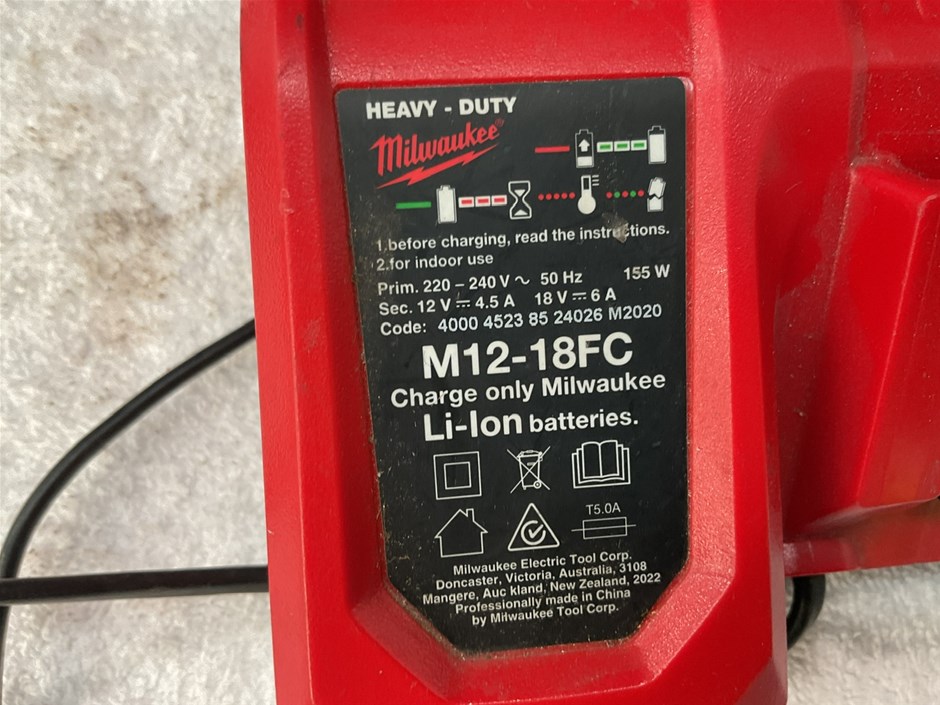 HEAVY - DUTY
Milwaukee®
1.before charging, read the instructions.
2.for indoor use
Prim. 220 – 240 V ~ 50 Hz 155 W
Sec. 12 V ⎓ 4.5 A 18 V ⎓ 6 A
Code: 4000 4523 85 24026 M2020
M12-18FC
Charge only Milwaukee
Li-Ion batteries.
T5.0A
Milwaukee Electric Tool Corp.
Doncaster, Victoria, Australia, 3108
Mangere, Auc kland, New Zealand, 2022
Professionally made in China
by Milwaukee Tool Corp.